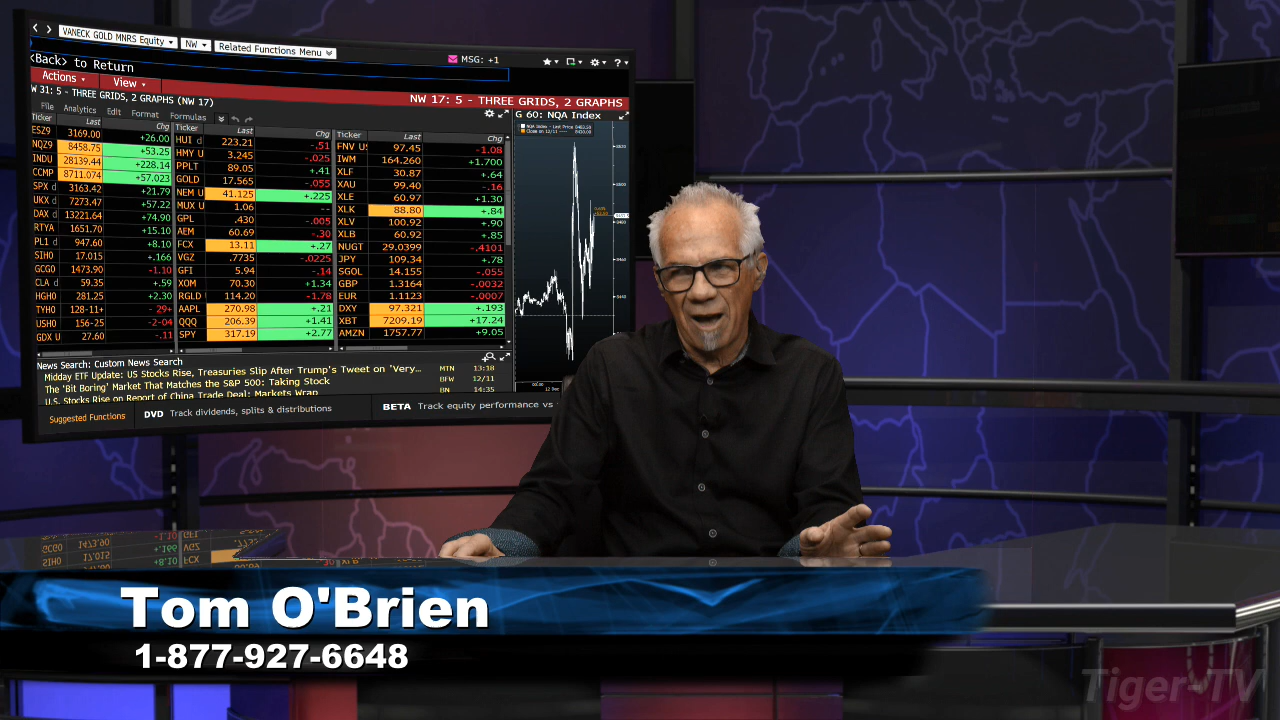 VANECK GOLD MNRS Equity NW Related Functions Menu
MSG: +1
<Back> to Return
Actions View NW 17: 5 - THREE GRIDS, 2 GRAPHS
W 31: 5 - THREE GRIDS, 2 GRAPHS (NW 17)
G 60: NQA Index
File Analytics Edit Format Formulas
Ticker Last Chg Ticker Last Chg Ticker Last Chg
ESZ9 3169.00 +26.00 HUI d 223.21 -.51 FNV US 97.45 -1.08
NQZ9 8458.75 +53.25 HMY U 3.245 -.025 IWM 164.260 +1.700
INDU 28139.44 +228.14 PPLT 89.05 +.41 XLF 30.87 +.64
CCMP 8711.074 +57.023 GOLD 17.565 -.055 XAU 99.40 -.16
SPX d 3163.42 +21.79 NEM U 41.125 +.225 XLE 60.97 +1.30
UKX d 7273.47 +57.22 MUX U 1.06 -- XLK 88.80 +.84
DAX d 13221.64 +74.90 GPL .430 -.005 XLV 100.92 +.90
RTYA 1651.70 +15.10 AEM 60.69 -.30 XLB 60.92 +.85
PL1 d 947.60 +8.10 FCX 13.11 +.27 NUGT 29.0399 -.4101
SIH0 17.015 +.166 VGZ .7735 -.0225 JPY 109.34 +.78
GCG0 1473.90 -1.10 GFI 5.94 -.14 SGOL 14.155 -.055
CLA d 59.35 +.59 XOM 70.30 +1.34 GBP 1.3164 -.0032
HGH0 281.25 +2.30 RGLD 114.20 -1.78 EUR 1.1123 -.0007
TYH0 128-11+ - 29+ AAPL 270.98 +.21 DXY 97.321 +.193
USH0 156-25 -2-04 QQQ 206.39 +1.41 XBT 7209.19 +17.24
GDX U 27.60 -.11 SPY 317.19 +2.77 AMZN 1757.77 +9.05
News Search: Custom News Search
Midday ETF Update: US Stocks Rise, Treasuries Slip After Trump's Tweet on 'Very... MTN 13:18
The 'Bit Boring' Market That Matches the S&P 500: Taking Stock BFW 12/11
U.S. Stocks Rise on Report of China Trade Deal: Markets Wrap BN 14:35
Suggested Functions DVD Track dividends, splits & distributions BETA Track equity performance vs
Tom O'Brien
1-877-927-6648
Tiger-TV